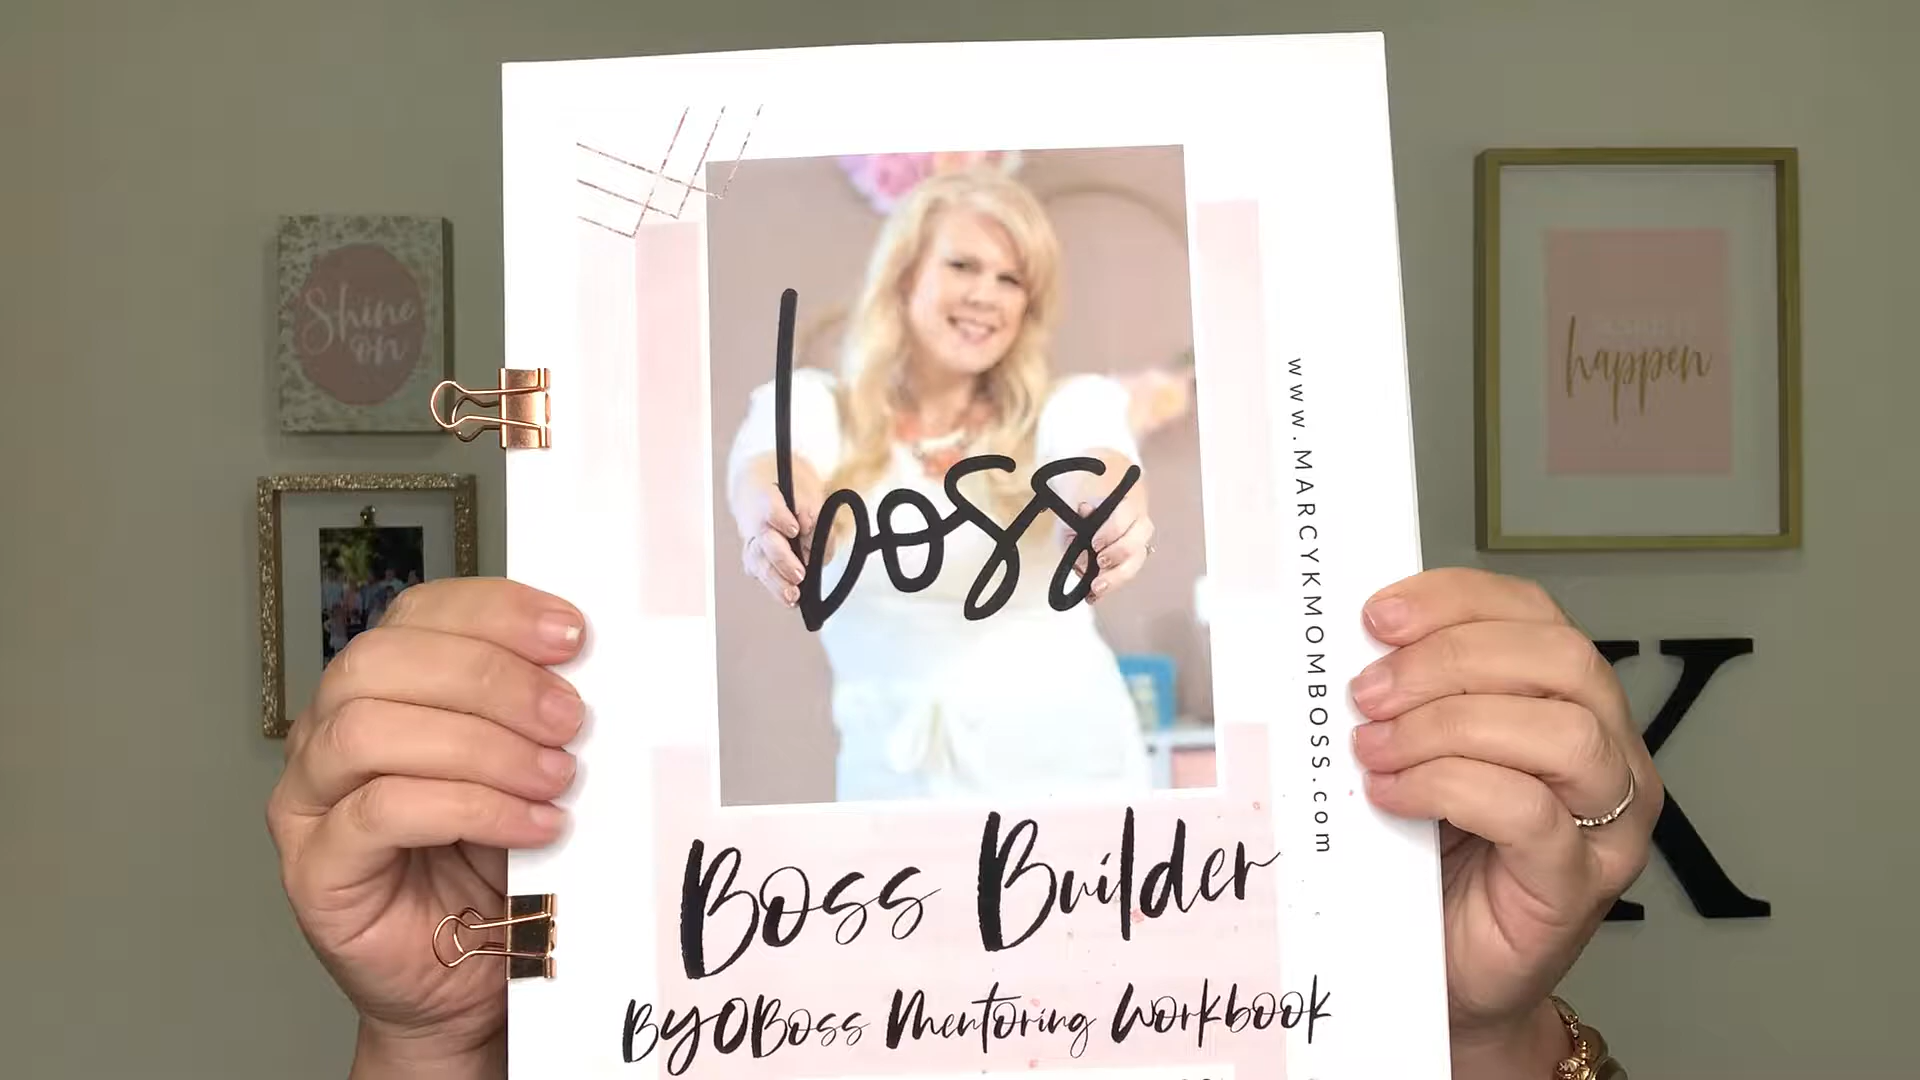 Shine
on
happen
boss
www.MARCYKMOMBOSS.com
Boss Builder
BYOBoss Mentoring Workbook
K